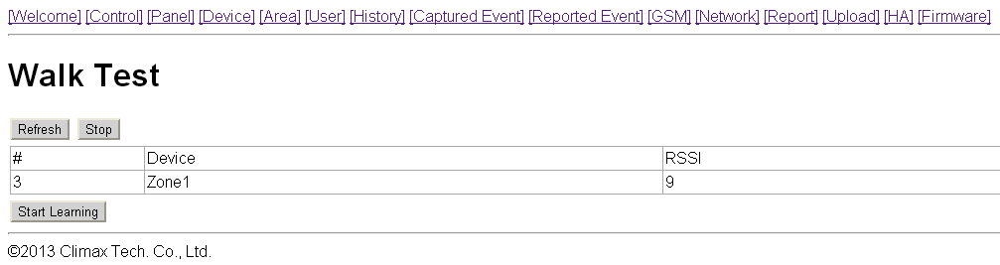 [Welcome] [Control] [Panel] [Device] [Area] [User] [History] [Captured Event] [Reported Event] [GSM] [Network] [Report] [Upload] [HA] [Firmware]
Walk Test
Refresh Stop
# Device RSSI
3 Zone1 9
Start Learning
©2013 Climax Tech. Co., Ltd.